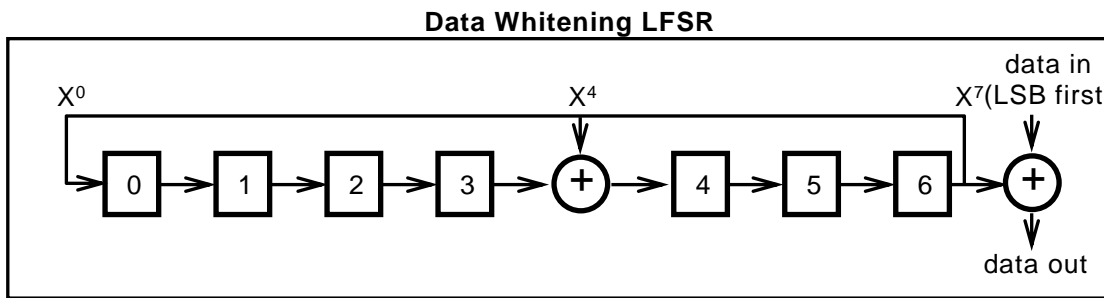 Data Whitening LFSR
data in
X⁰ X⁴ X⁷(LSB first
0 1 2 3 + 4 5 6 +
data out